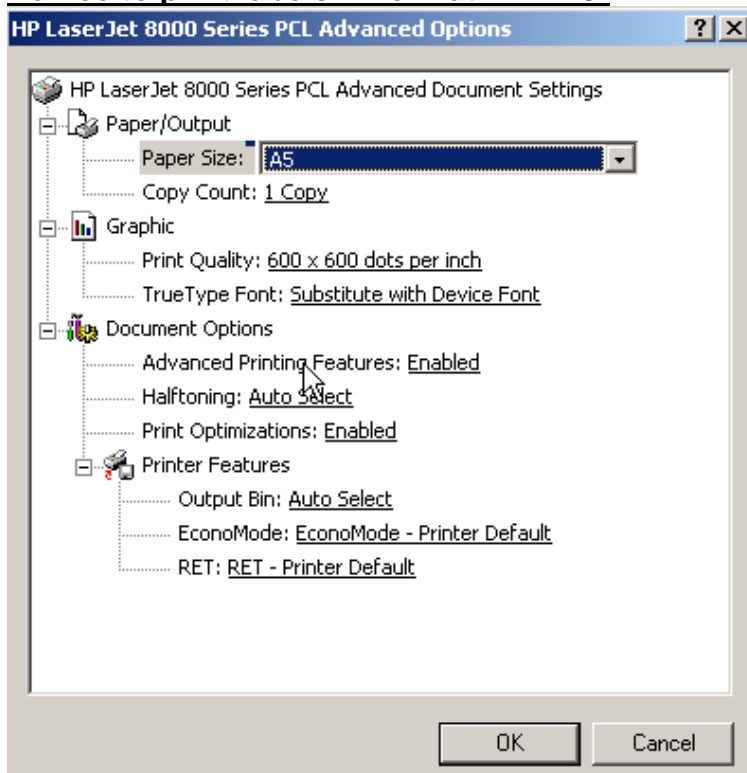 HP LaserJet 8000 Series PCL Advanced Options
HP LaserJet 8000 Series PCL Advanced Document Settings
Paper/Output
Paper Size: A5
Copy Count: 1 Copy
Graphic
Print Quality: 600 x 600 dots per inch
TrueType Font: Substitute with Device Font
Document Options
Advanced Printing Features: Enabled
Halftoning: Auto Select
Print Optimizations: Enabled
Printer Features
Output Bin: Auto Select
EconoMode: EconoMode - Printer Default
RET: RET - Printer Default
OK Cancel